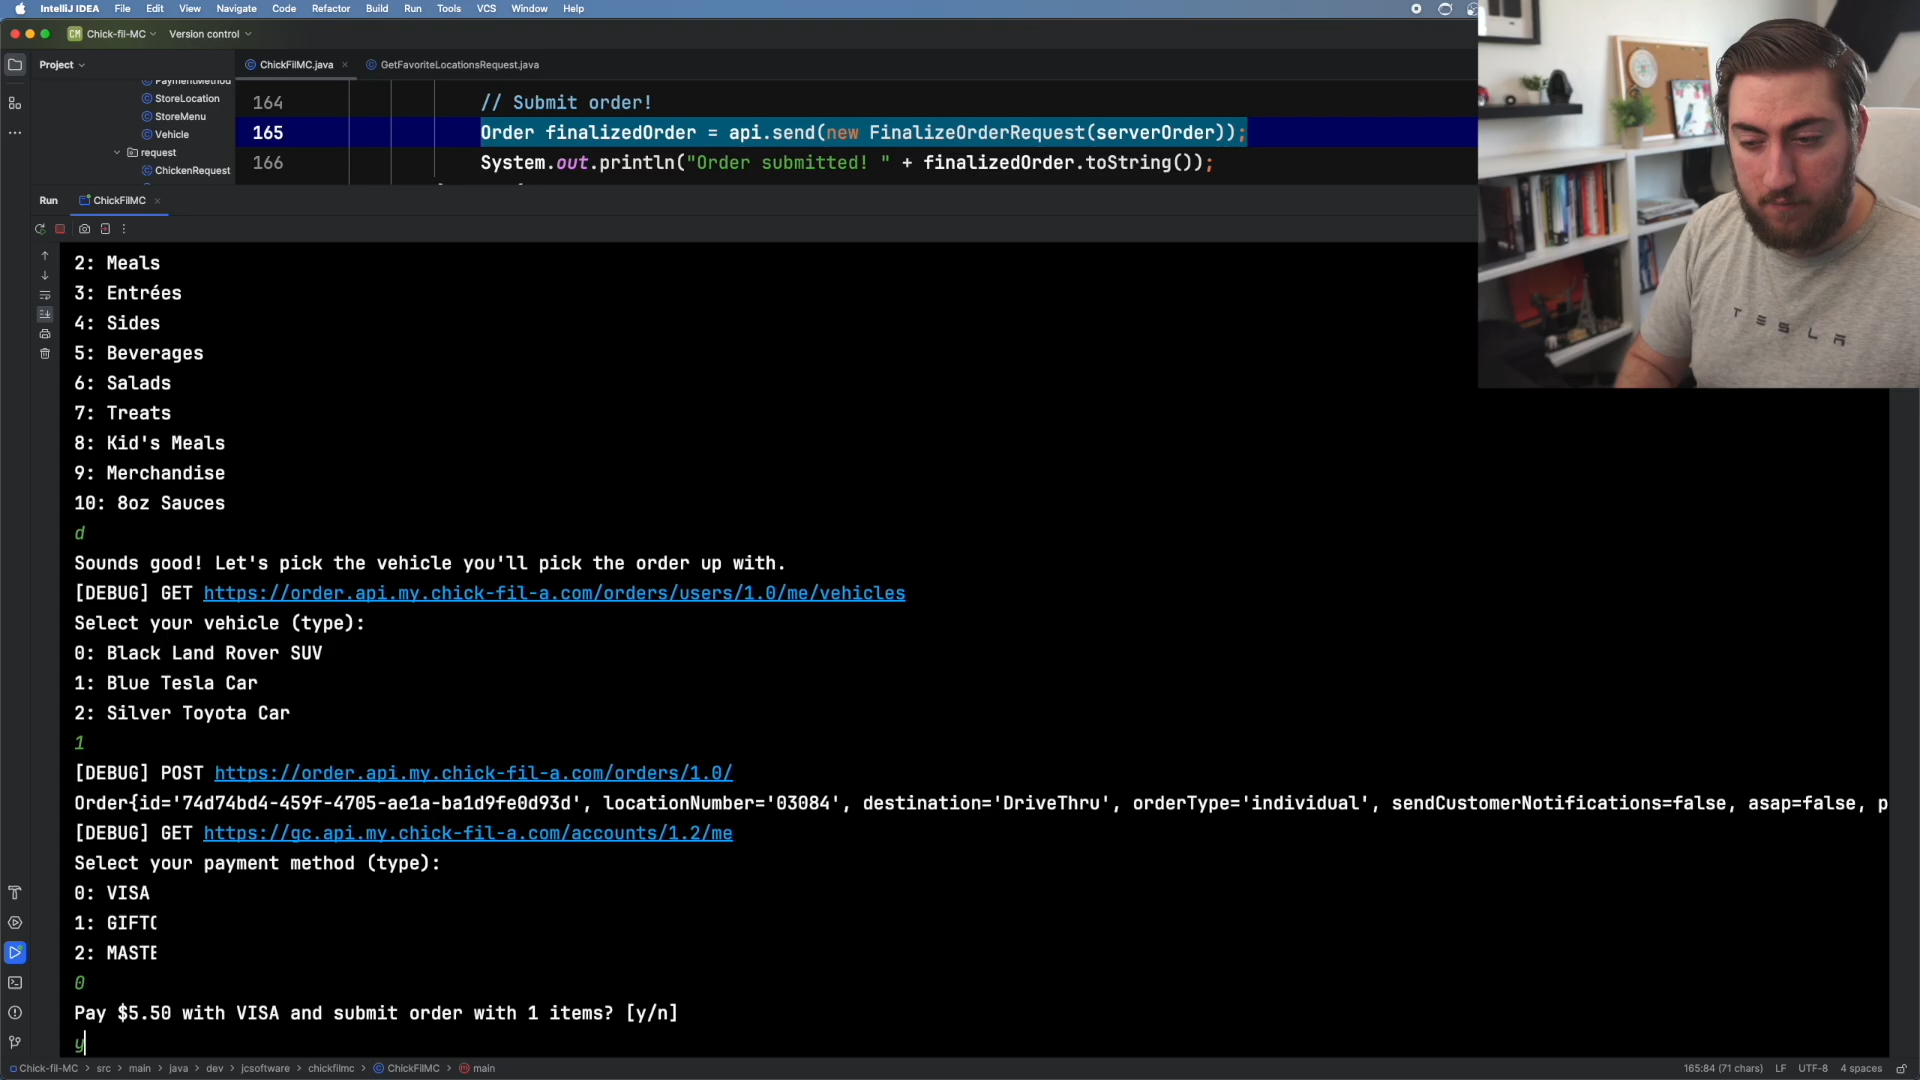 IntelliJ IDEA File Edit View Navigate Code Refactor Build Run Tools VCS Window Help
CM Chick-fil-MC Version control
Project
ChickFilMC.java GetFavoriteLocationsRequest.java
PaymentMethod
StoreLocation
StoreMenu
Vehicle
request
ChickenRequest
164 // Submit order!
165 Order finalizedOrder = api.send(new FinalizeOrderRequest(serverOrder));
166 System.out.println("Order submitted! " + finalizedOrder.toString());
TESLA
Run ChickFilMC
2: Meals
3: Entrées
4: Sides
5: Beverages
6: Salads
7: Treats
8: Kid's Meals
9: Merchandise
10: 8oz Sauces
d
Sounds good! Let's pick the vehicle you'll pick the order up with.
[DEBUG] GET https://order.api.my.chick-fil-a.com/orders/users/1.0/me/vehicles
Select your vehicle (type):
0: Black Land Rover SUV
1: Blue Tesla Car
2: Silver Toyota Car
1
[DEBUG] POST https://order.api.my.chick-fil-a.com/orders/1.0/
Order{id='74d74bd4-459f-4705-ae1a-ba1d9fe0d93d', locationNumber='03084', destination='DriveThru', orderType='individual', sendCustomerNotifications=false, asap=false, p
[DEBUG] GET https://gc.api.my.chick-fil-a.com/accounts/1.2/me
Select your payment method (type):
0: VISA
1: GIFTC
2: MASTE
0
Pay $5.50 with VISA and submit order with 1 items? [y/n]
y
Chick-fil-MC > src > main > java > dev > jcsoftware > chickfilmc > ChickFilMC > main
165:84 (71 chars) LF UTF-8 4 spaces